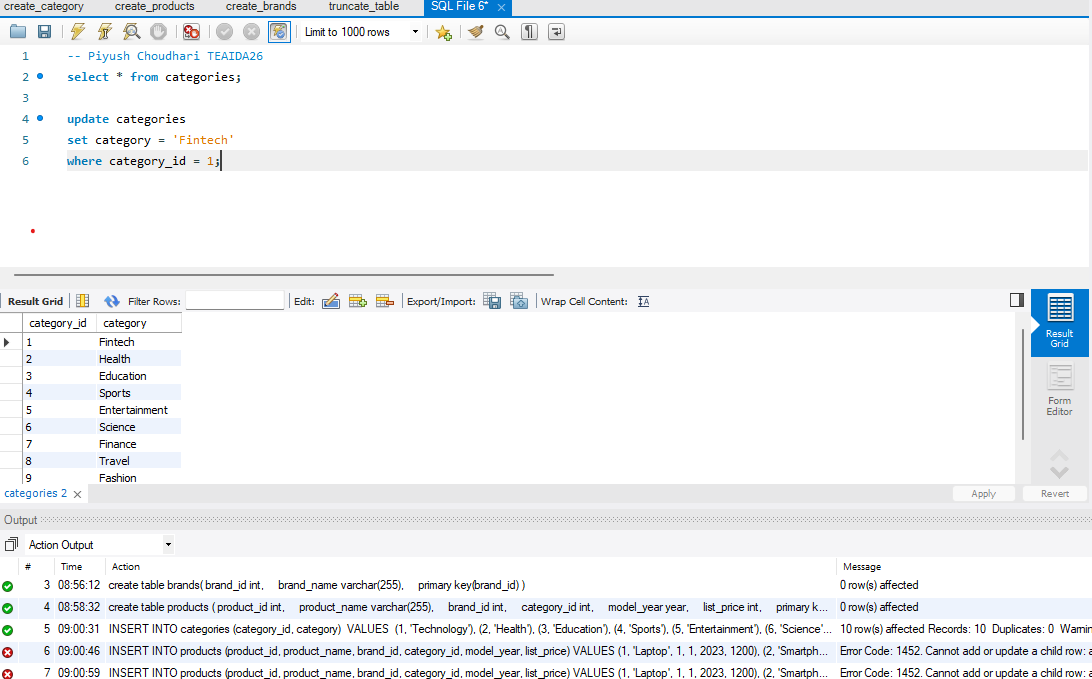 create_category create_products create_brands truncate_table SQL File 6*
Limit to 1000 rows
1 -- Piyush Choudhari TEAIDA26
2 select * from categories;
3
4 update categories
5 set category = 'Fintech'
6 where category_id = 1;
Result Grid Filter Rows: Edit: Export/Import: Wrap Cell Content:
category_id category
1 Fintech
2 Health
3 Education
4 Sports
5 Entertainment
6 Science
7 Finance
8 Travel
9 Fashion
Result
Grid
Form
Editor
categories 2 Apply Revert
Output
Action Output
# Time Action Message
3 08:56:12 create table brands( brand_id int, brand_name varchar(255), primary key(brand_id) ) 0 row(s) affected
4 08:58:32 create table products ( product_id int, product_name varchar(255), brand_id int, category_id int, model_year year, list_price int, primary k... 0 row(s) affected
5 09:00:31 INSERT INTO categories (category_id, category) VALUES (1, 'Technology'), (2, 'Health'), (3, 'Education'), (4, 'Sports'), (5, 'Entertainment'), (6, 'Science'... 10 row(s) affected Records: 10 Duplicates: 0 Warnin
6 09:00:46 INSERT INTO products (product_id, product_name, brand_id, category_id, model_year, list_price) VALUES (1, 'Laptop', 1, 1, 2023, 1200), (2, 'Smartph... Error Code: 1452. Cannot add or update a child row: a
7 09:00:59 INSERT INTO products (product_id, product_name, brand_id, category_id, model_year, list_price) VALUES (1, 'Laptop', 1, 1, 2023, 1200), (2, 'Smartph... Error Code: 1452. Cannot add or update a child row: a